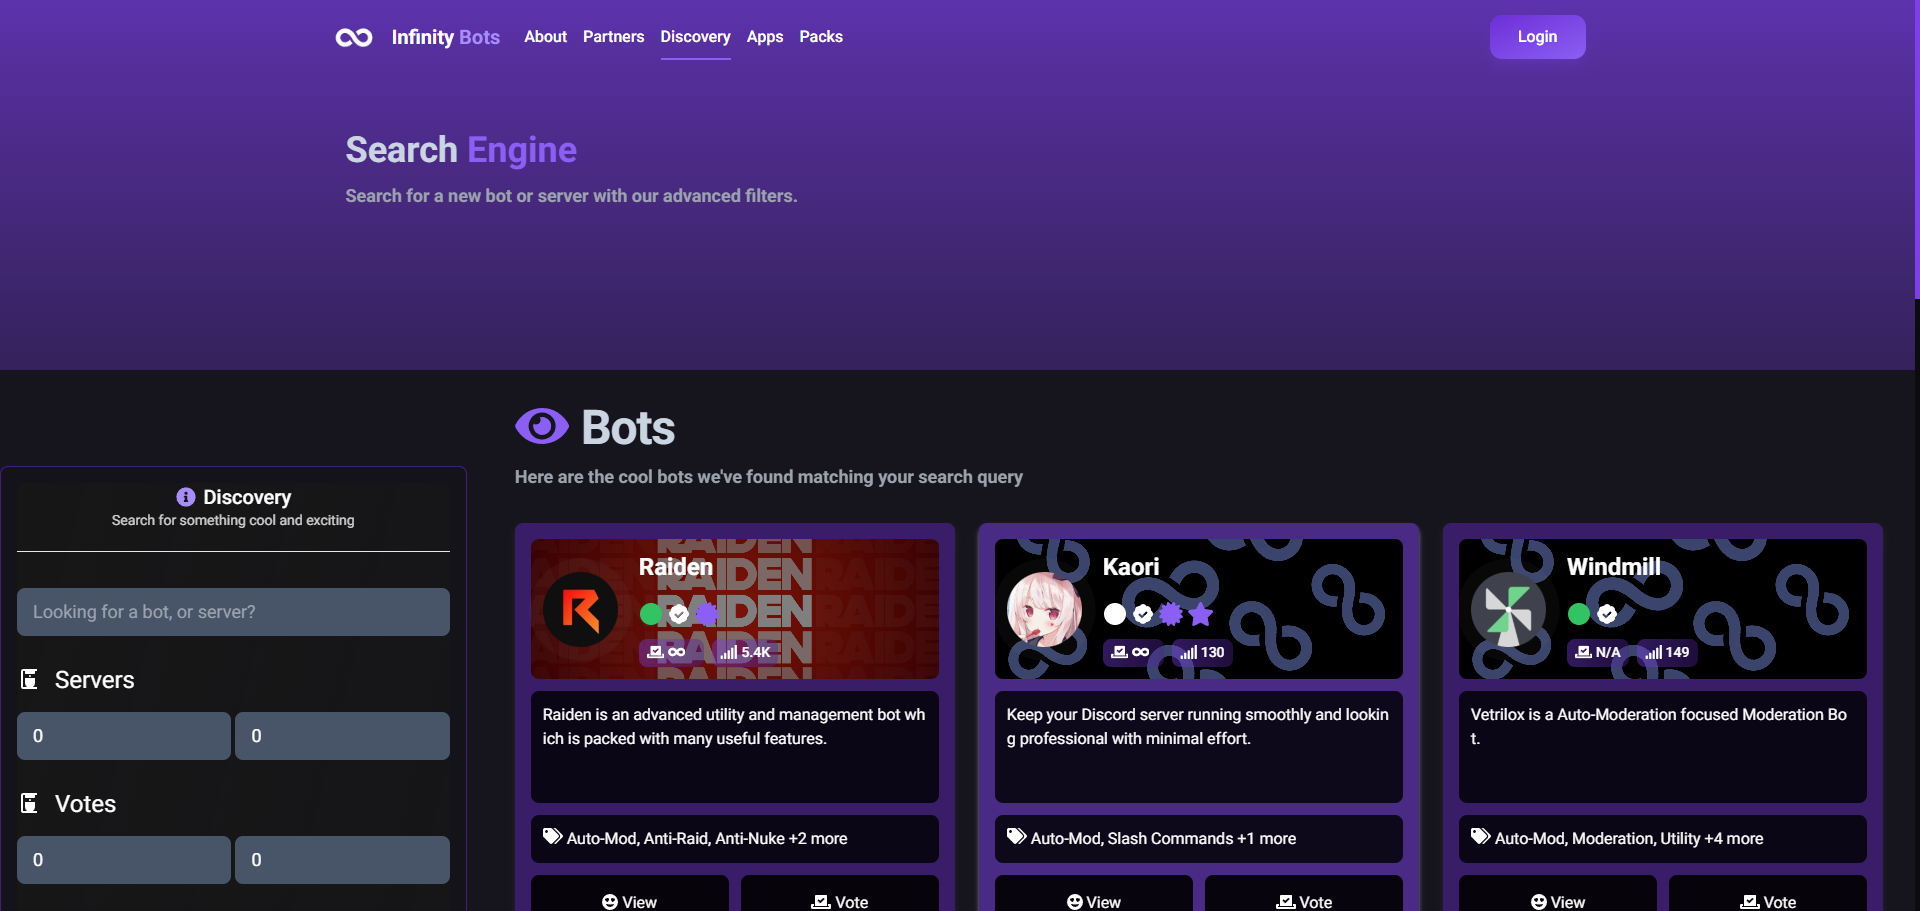 Infinity Bots
About
Partners
Discovery
Apps
Packs
Login
Search Engine
Search for a new bot or server with our advanced filters.
Bots
Here are the cool bots we've found matching your search query
Discovery
Search for something cool and exciting
Looking for a bot, or server?
Servers
0
0
Votes
0
0
RAIDEN
Raiden
∞
5.4K
Raiden is an advanced utility and management bot wh
ich is packed with many useful features.
Auto-Mod, Anti-Raid, Anti-Nuke +2 more
View
Vote
Kaori
∞
130
Keep your Discord server running smoothly and lookin
g professional with minimal effort.
Auto-Mod, Slash Commands +1 more
View
Vote
Windmill
N/A
149
Vetrilox is a Auto-Moderation focused Moderation Bo
t.
Auto-Mod, Moderation, Utility +4 more
View
Vote